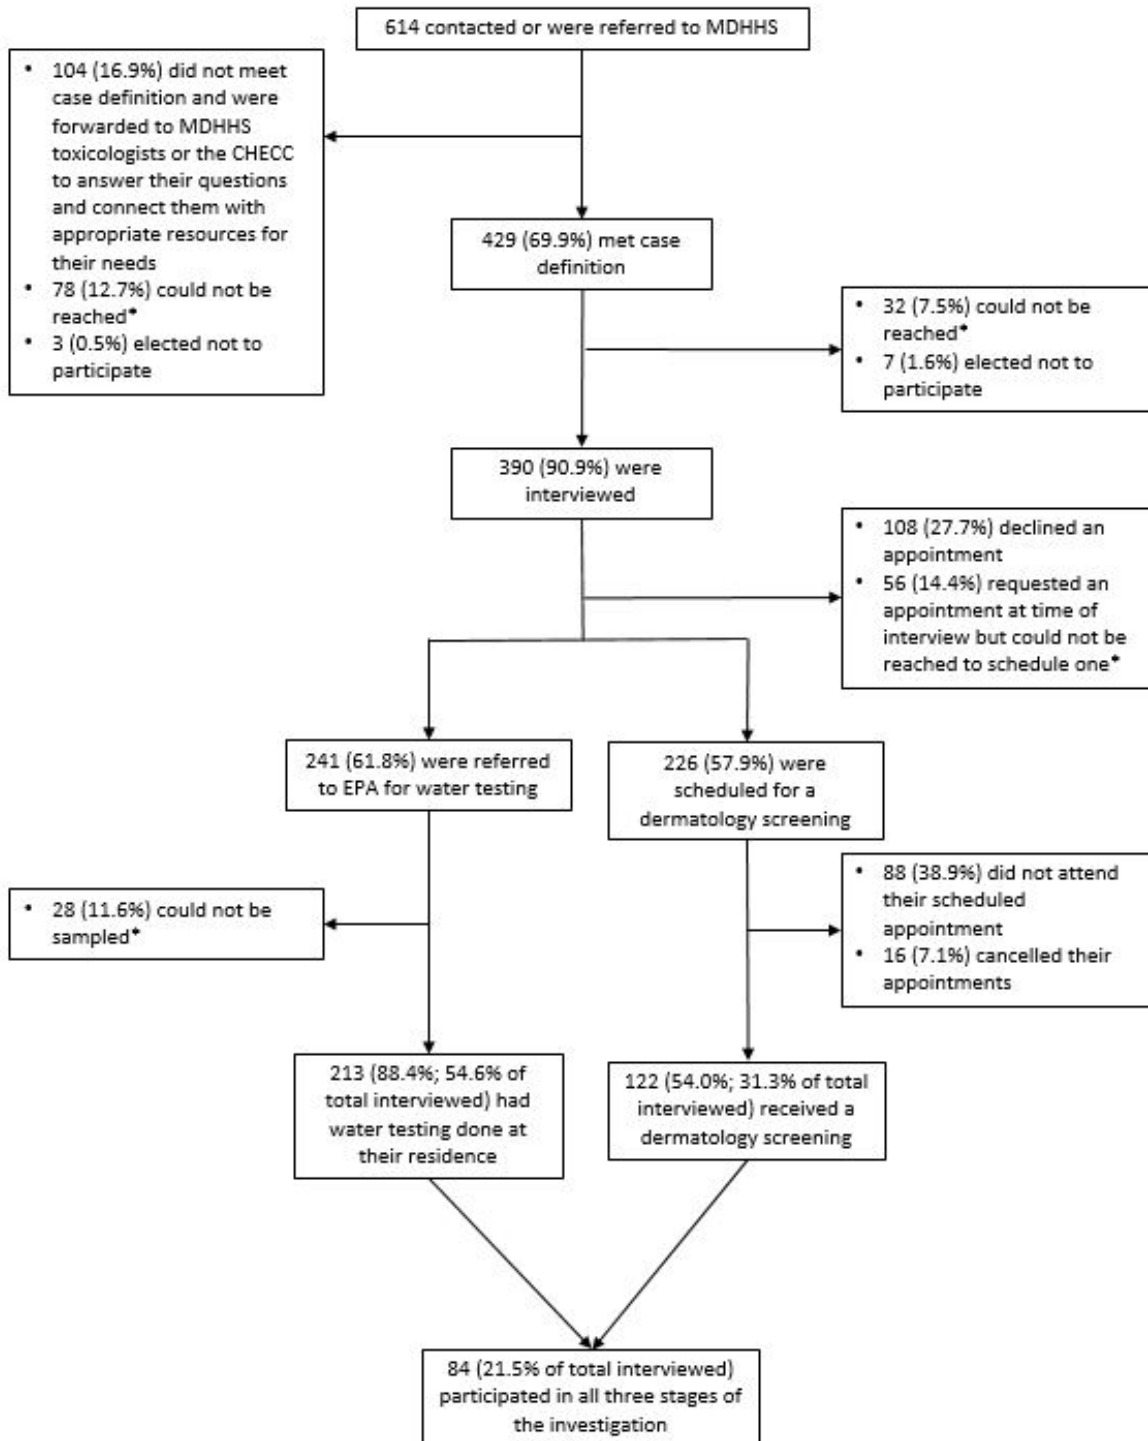 614 contacted or were referred to MDHHS
• 104 (16.9%) did not meet
case definition and were
forwarded to MDHHS
toxicologists or the CHECC
to answer their questions
and connect them with
appropriate resources for
their needs
• 78 (12.7%) could not be
reached*
• 3 (0.5%) elected not to
participate
429 (69.9%) met case
definition
• 32 (7.5%) could not be
reached*
• 7 (1.6%) elected not to
participate
390 (90.9%) were
interviewed
• 108 (27.7%) declined an
appointment
• 56 (14.4%) requested an
appointment at time of
interview but could not be
reached to schedule one*
241 (61.8%) were referred
to EPA for water testing
226 (57.9%) were
scheduled for a
dermatology screening
• 28 (11.6%) could not be
sampled*
• 88 (38.9%) did not attend
their scheduled
appointment
• 16 (7.1%) cancelled their
appointments
213 (88.4%; 54.6% of
total interviewed) had
water testing done at
their residence
122 (54.0%; 31.3% of total
interviewed) received a
dermatology screening
84 (21.5% of total interviewed)
participated in all three stages of
the investigation